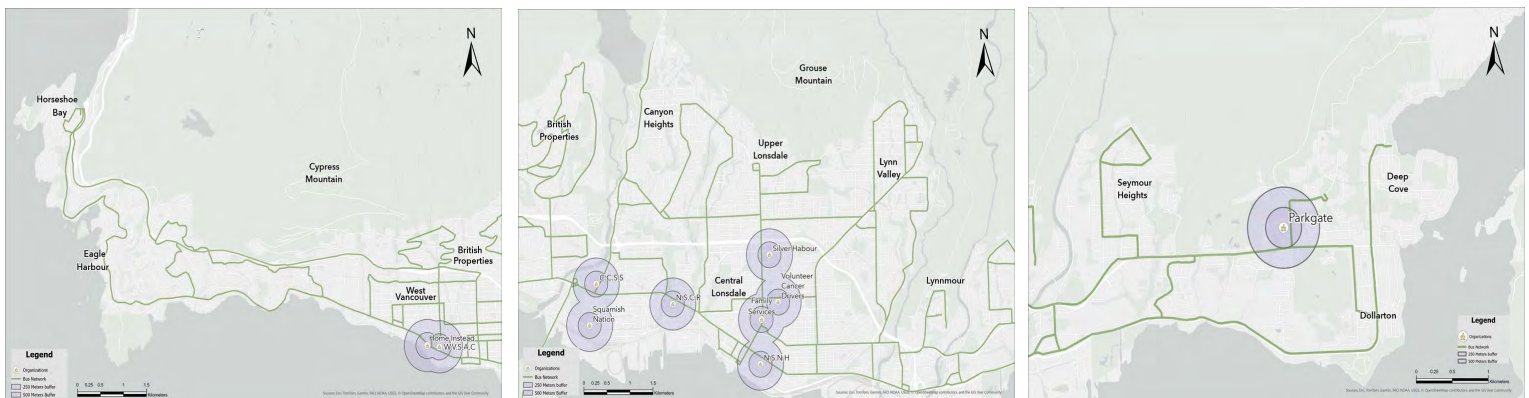 N
Horseshoe
Bay
Cypress
Mountain
Eagle
Harbour
British
Properties
West
Vancouver
Home Instead
W.V.S.A.C
Legend
Organizations
Bus Network
250 Meters buffer
500 Meters Buffer
0 0.25 0.5 1 1.5
Kilometers
N
Grouse
Mountain
British
Properties
Canyon
Heights
Upper
Lonsdale
Lynn
Valley
Silver Habour
C.C.S.S
Squamish
Nation
N.S.C.R
Central
Lonsdale
Volunteer
Cancer
Drivers
Family
Services
N.S.N.H
Lynnmour
Legend
Organizations
Bus Network
250 Meters buffer
500 Meters Buffer
0 0.25 0.5 1 1.5
Kilometers
N
Seymour
Heights
Parkgate
Deep
Cove
Dollarton
Legend
Organizations
Bus Network
250 Meters buffer
500 Meters buffer
0 0.5 1
Kilometers